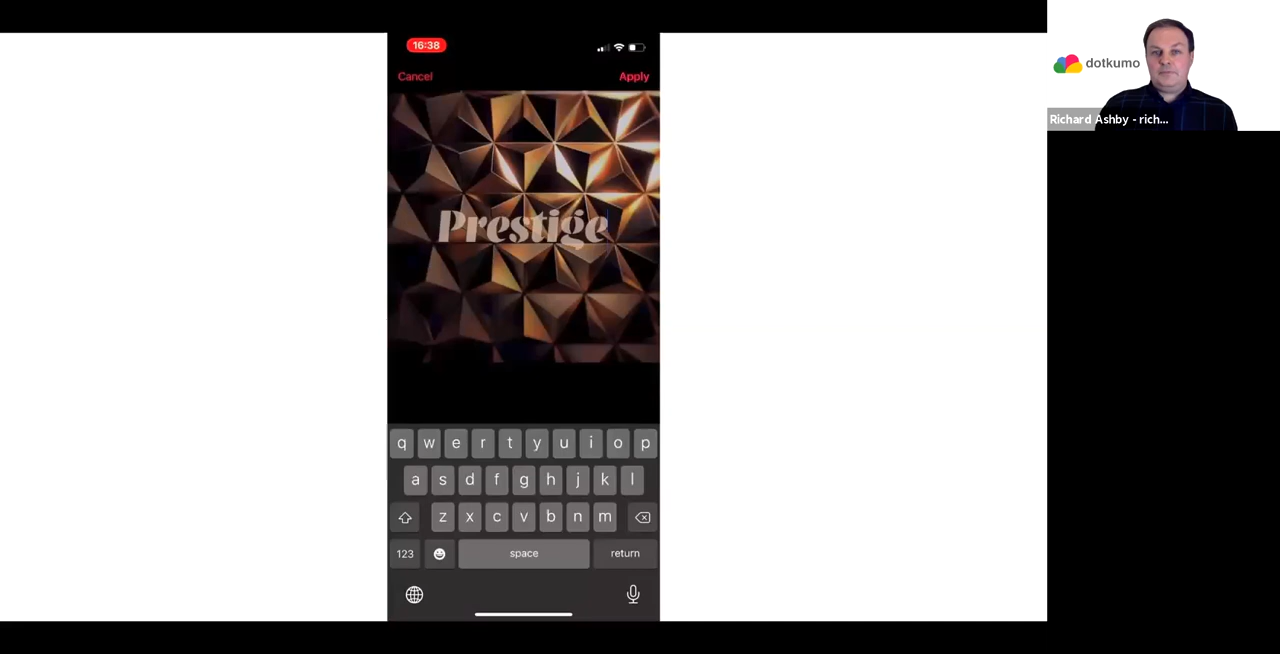 16:38
Cancel
Apply
Prestige
q w e r t y u i o p
a s d f g h j k l
z x c v b n m
123
space
return
dotkumo
Richard Ashby - rich...